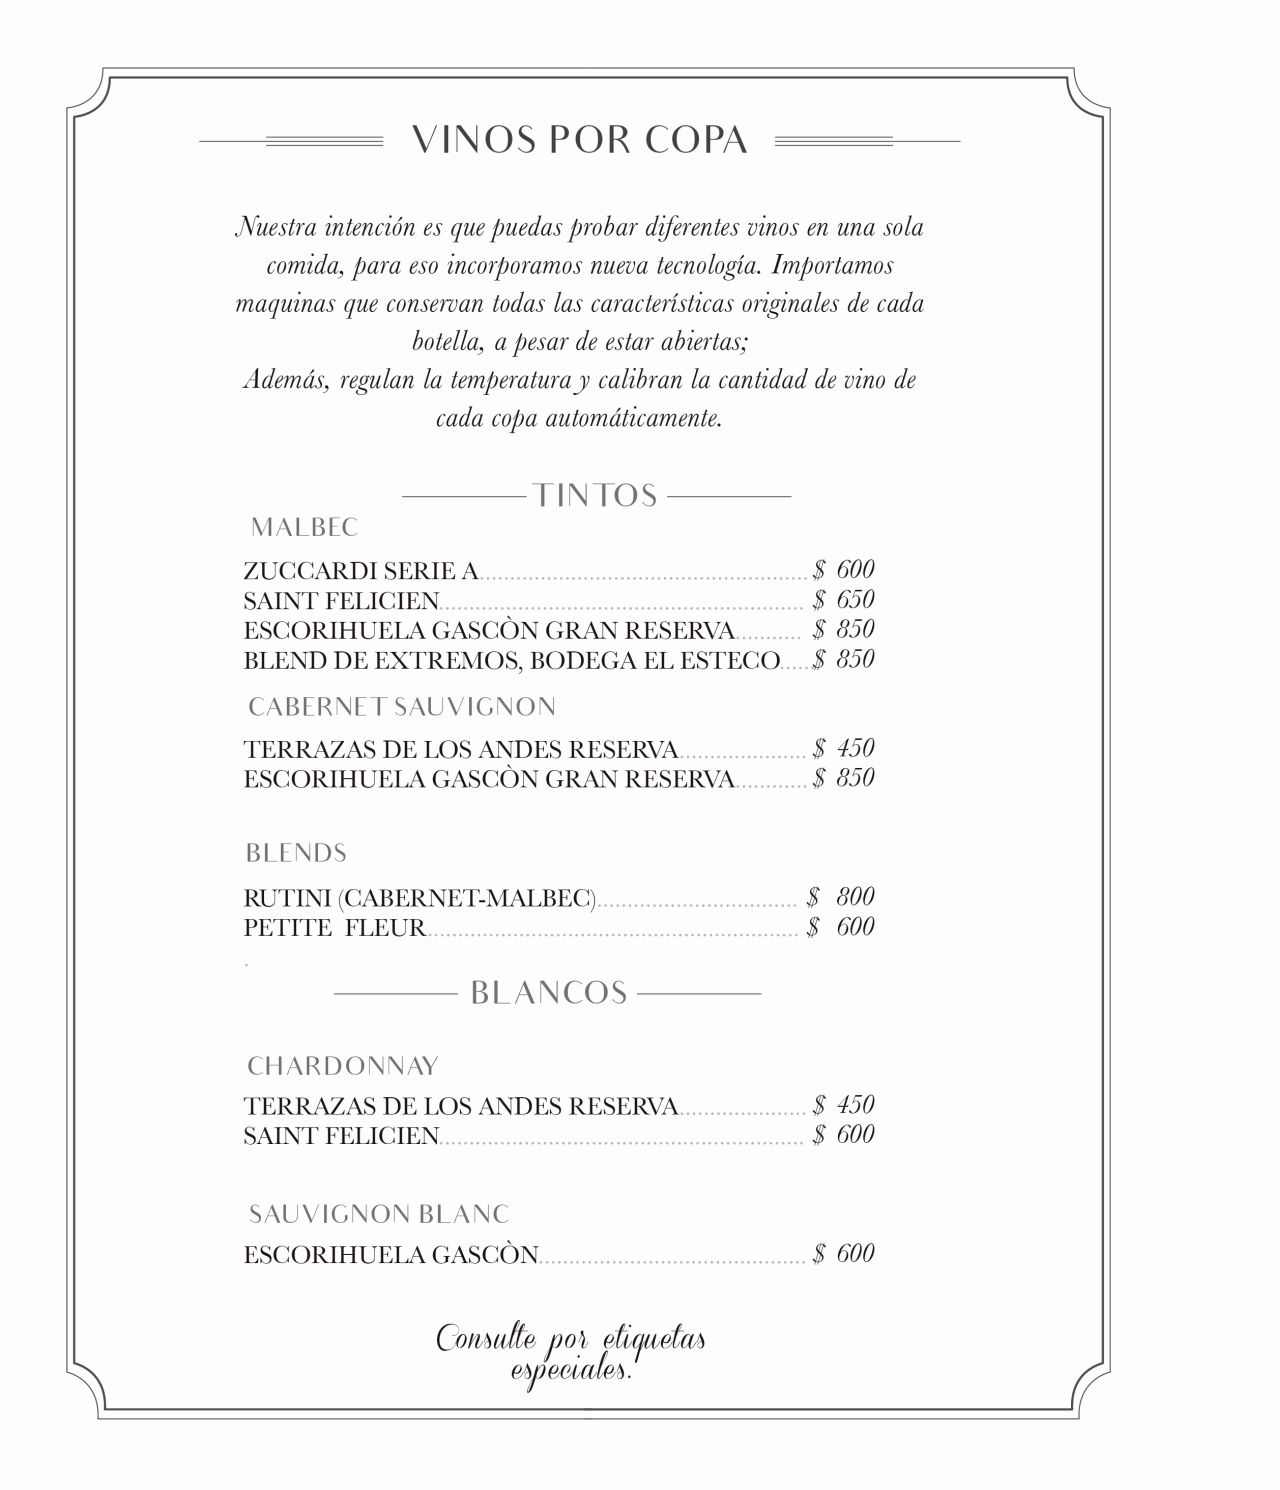 VINOS POR COPA
Nuestra intención es que puedas probar diferentes vinos en una sola
comida, para eso incorporamos nueva tecnología. Importamos
maquinas que conservan todas las características originales de cada
botella, a pesar de estar abiertas;
Además, regulan la temperatura y calibran la cantidad de vino de
cada copa automáticamente.
TINTOS
MALBEC
ZUCCARDI SERIE A $ 600
SAINT FELICIEN $ 650
ESCORIHUELA GASCÒN GRAN RESERVA $ 850
BLEND DE EXTREMOS, BODEGA EL ESTECO $ 850
CABERNET SAUVIGNON
TERRAZAS DE LOS ANDES RESERVA $ 450
ESCORIHUELA GASCÒN GRAN RESERVA $ 850
BLENDS
RUTINI (CABERNET-MALBEC) $ 800
PETITE FLEUR $ 600
.
BLANCOS
CHARDONNAY
TERRAZAS DE LOS ANDES RESERVA $ 450
SAINT FELICIEN $ 600
SAUVIGNON BLANC
ESCORIHUELA GASCÒN $ 600
Consulte por etiquetas
especiales.